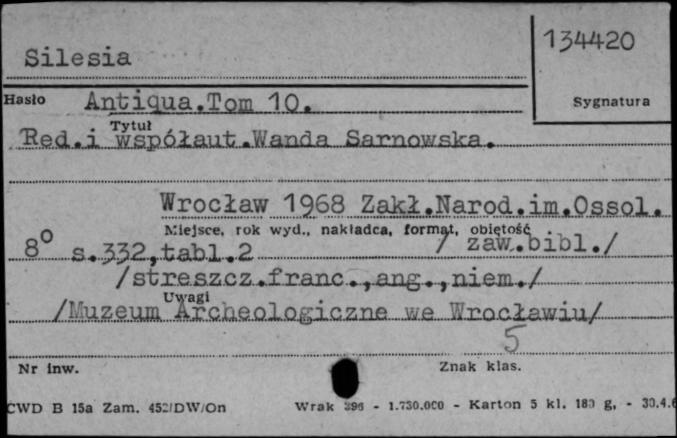 134420
Silesia
Hasło Antiqua.Tom 10. Sygnatura
Tytuł
Red.i współaut.Wanda Sarnowska.
Wrocław 1968 Zakł.Narod.im.Ossol.
Miejsce, rok wyd., nakładca, format, objętość
8° s.332,tabl.2 / zaw.bibl./
/streszcz.franc.,ang.,niem./
Uwagi
/Muzeum Archeologiczne we Wrocławiu/
5
Nr inw. Znak klas.
CWD B 15a Zam. 452/DW/On Wrak 396 - 1.730.000 - Karton 5 kl. 180 g, - 30.4.6